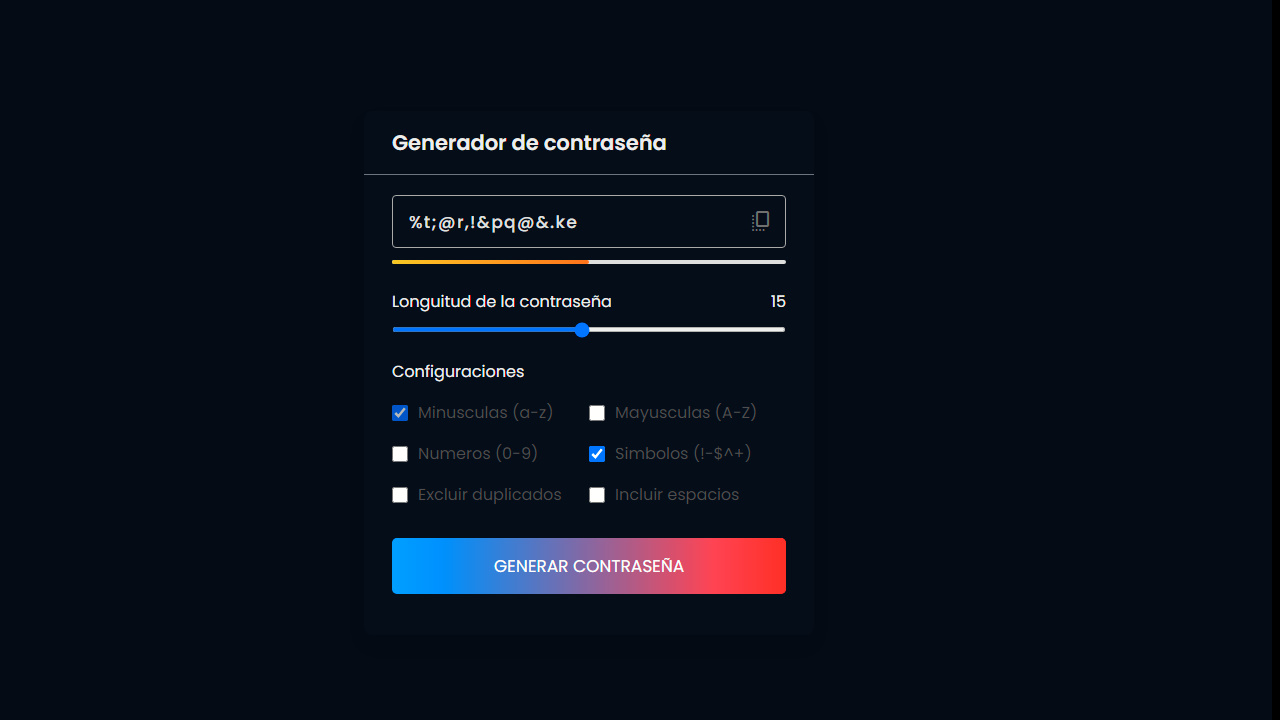 Generador de contraseña
%t;@r,!&pq@&.ke
Longuitud de la contraseña 15
Configuraciones
Minusculas (a-z) Mayusculas (A-Z)
Numeros (0-9) Simbolos (!-$^+)
Excluir duplicados Incluir espacios
GENERAR CONTRASEÑA